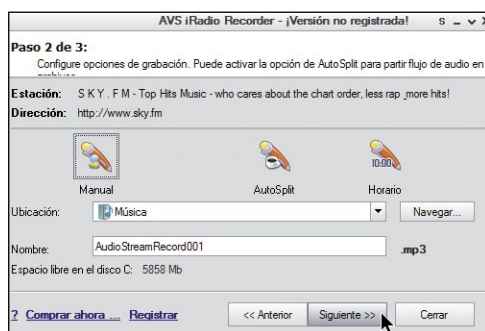 AVS iRadio Recorder - ¡Versión no registrada!
Paso 2 de 3:
Configure opciones de grabación. Puede activar la opción de AutoSplit para partir flujo de audio en
Estación: S K Y . F M - Top Hits Music - who cares about the chart order, less rap ,more hits!
Dirección: http://www.sky.fm
10:00
Manual AutoSplit Horario
Ubicación: Música Navegar...
Nombre: AudioStreamRecord001 .mp3
Espacio libre en el disco C: 5858 Mb
? Comprar ahora ... Registrar << Anterior Siguiente >> Cerrar